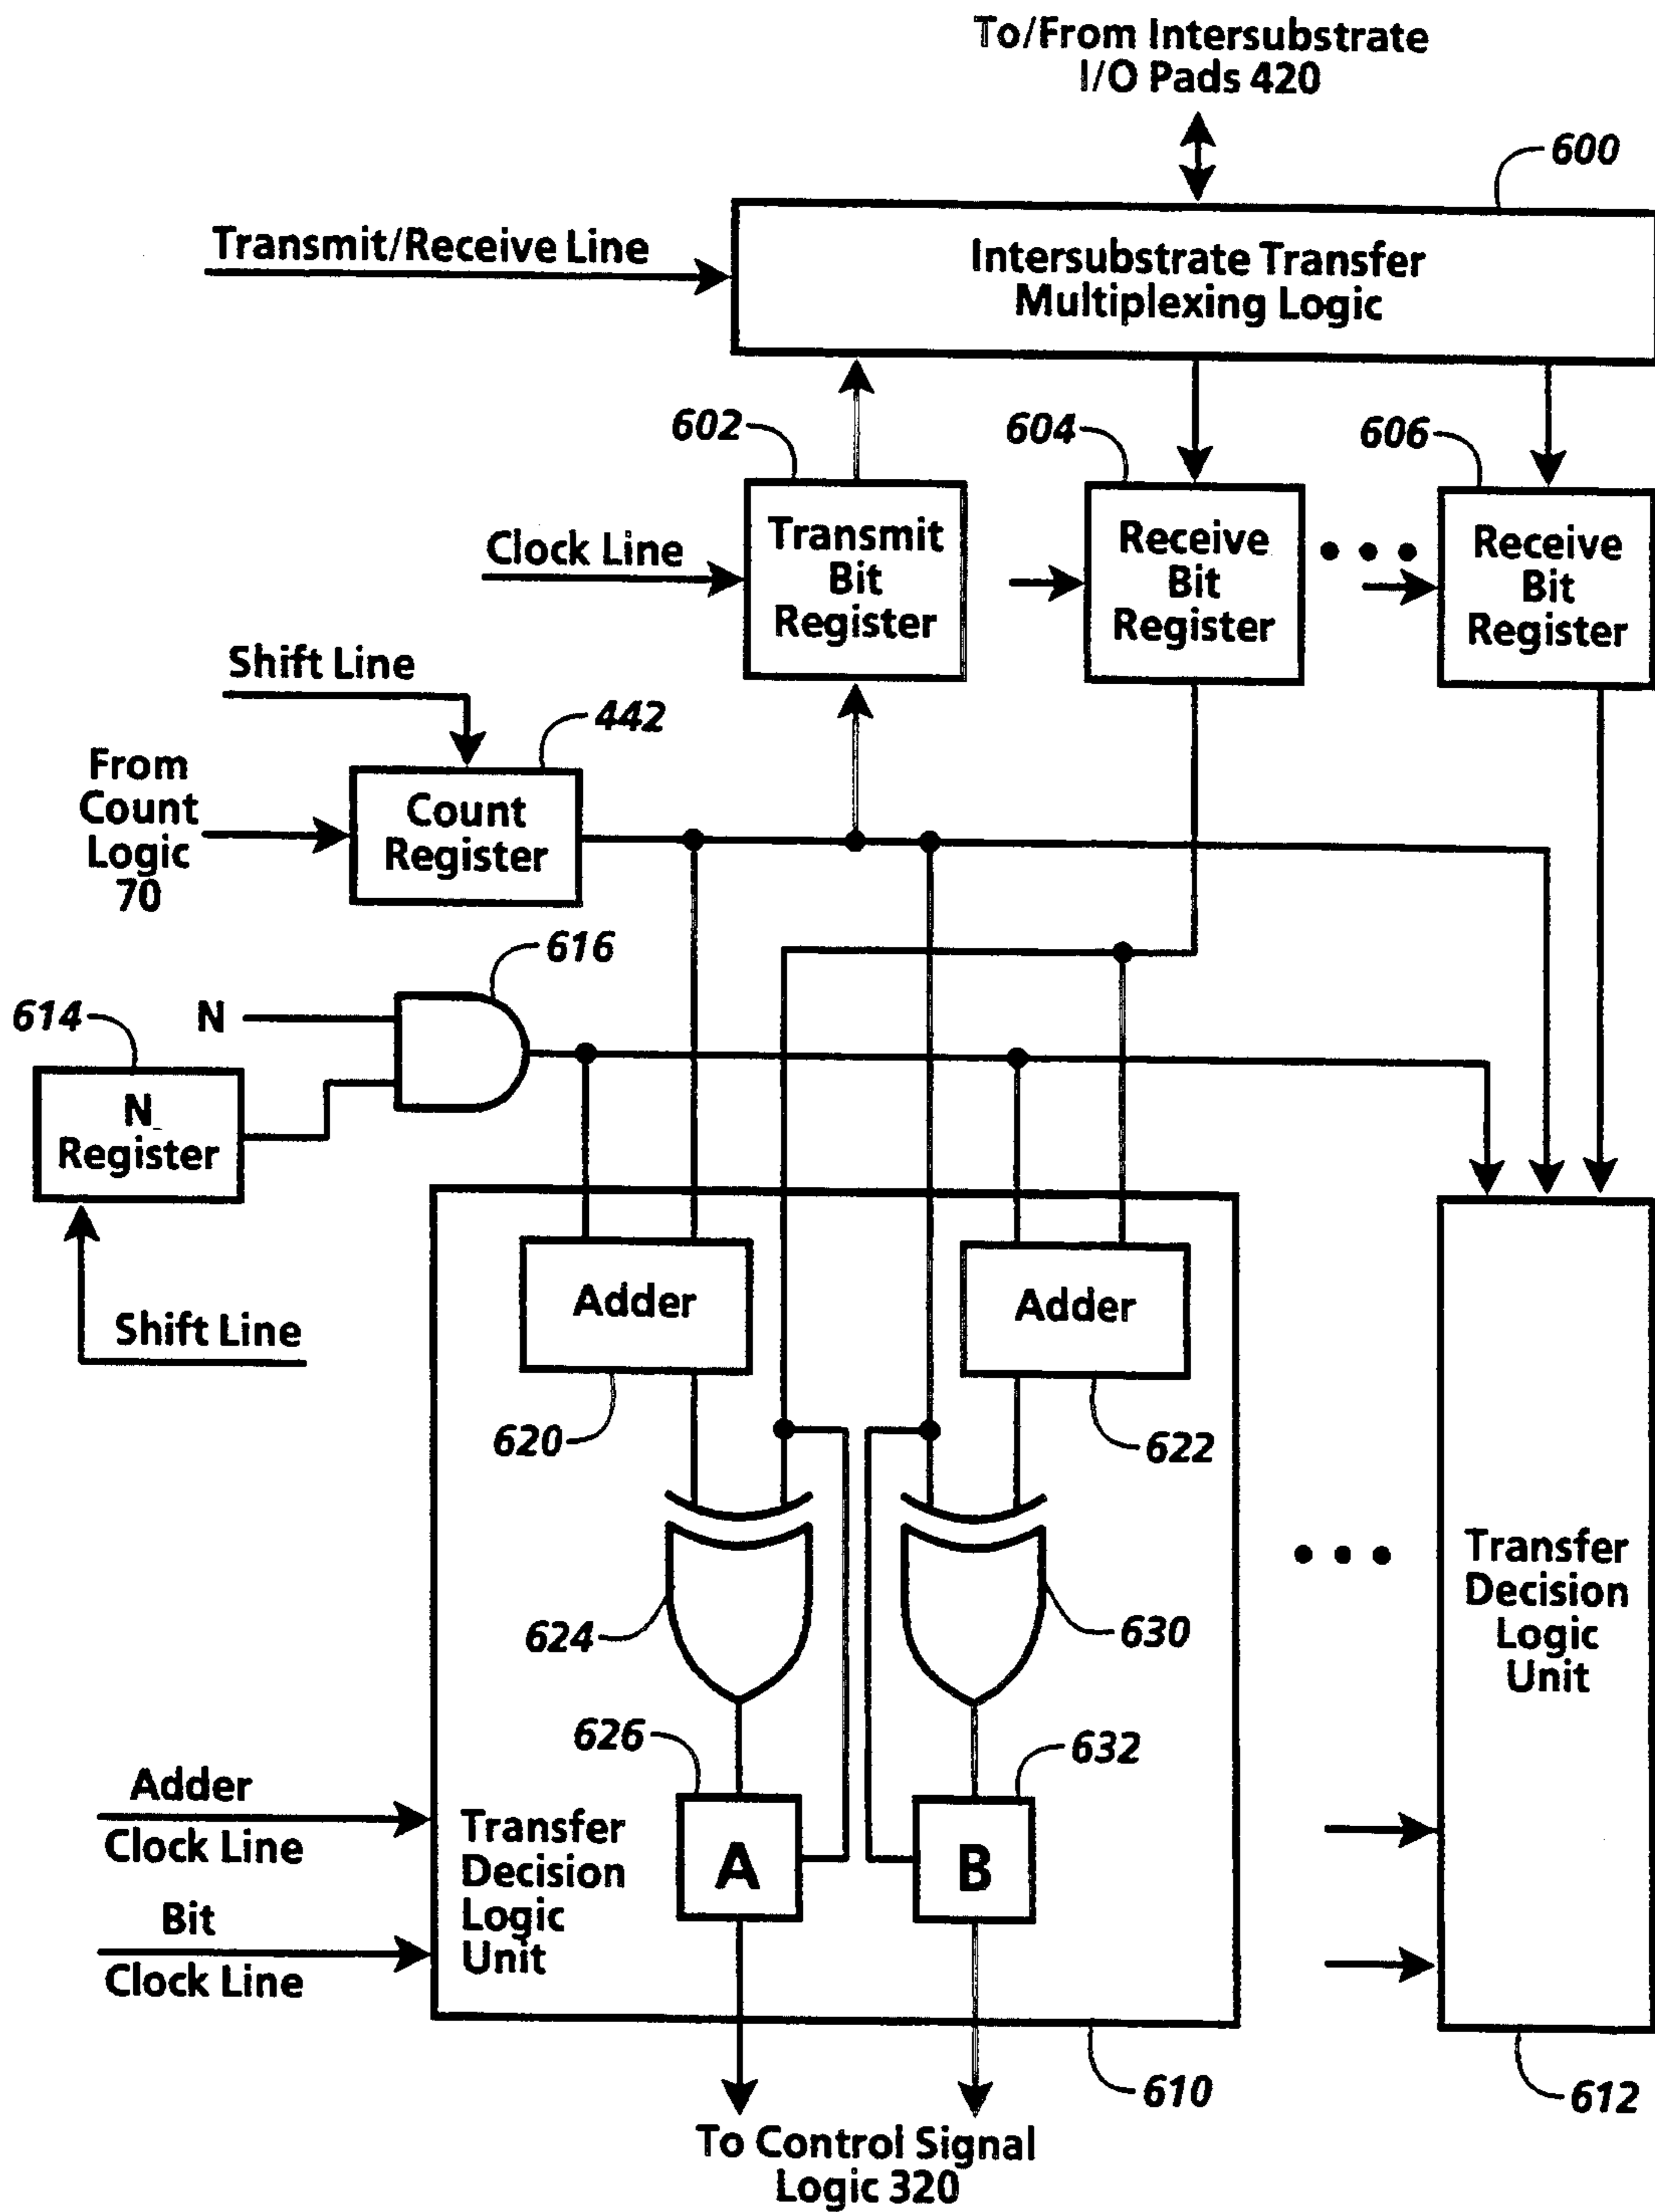 To/From Intersubstrate
I/O Pads 420
600
Transmit/Receive Line
Intersubstrate Transfer
Multiplexing Logic
602
604
606
Clock Line
Transmit
Bit
Register
Receive
Bit
Register
Receive
Bit
Register
Shift Line
442
From
Count
Logic
70
Count
Register
616
614
N
N
Register
Shift Line
Adder
Adder
620
622
624
630
Transfer
Decision
Logic
Unit
626
632
Adder
Clock Line
Transfer
Decision
Logic
Unit
A
B
Bit
Clock Line
610
612
To Control Signal
Logic 320